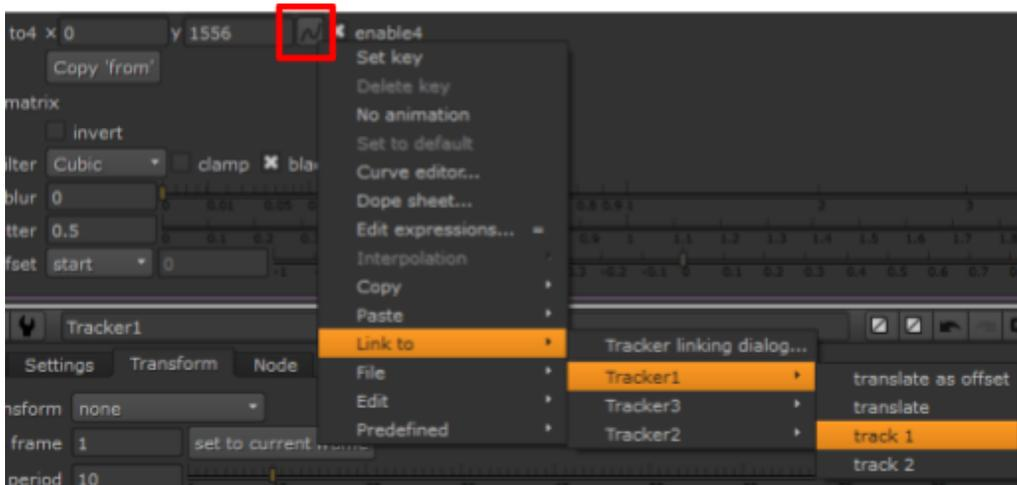 to4 x 0 y 1556 enable4
Copy 'from'
matrix
invert
ilter Cubic clamp bla
blur 0
tter 0.5
fset start 0
Set key
Delete key
No animation
Set to default
Curve editor...
Dope sheet...
Edit expressions... =
Interpolation
Copy
Paste
Link to
File
Edit
Predefined
Tracker linking dialog...
Tracker1
Tracker3
Tracker2
translate as offset
translate
track 1
track 2
Tracker1
Settings Transform Node
nsform none
frame 1 set to current
period 10